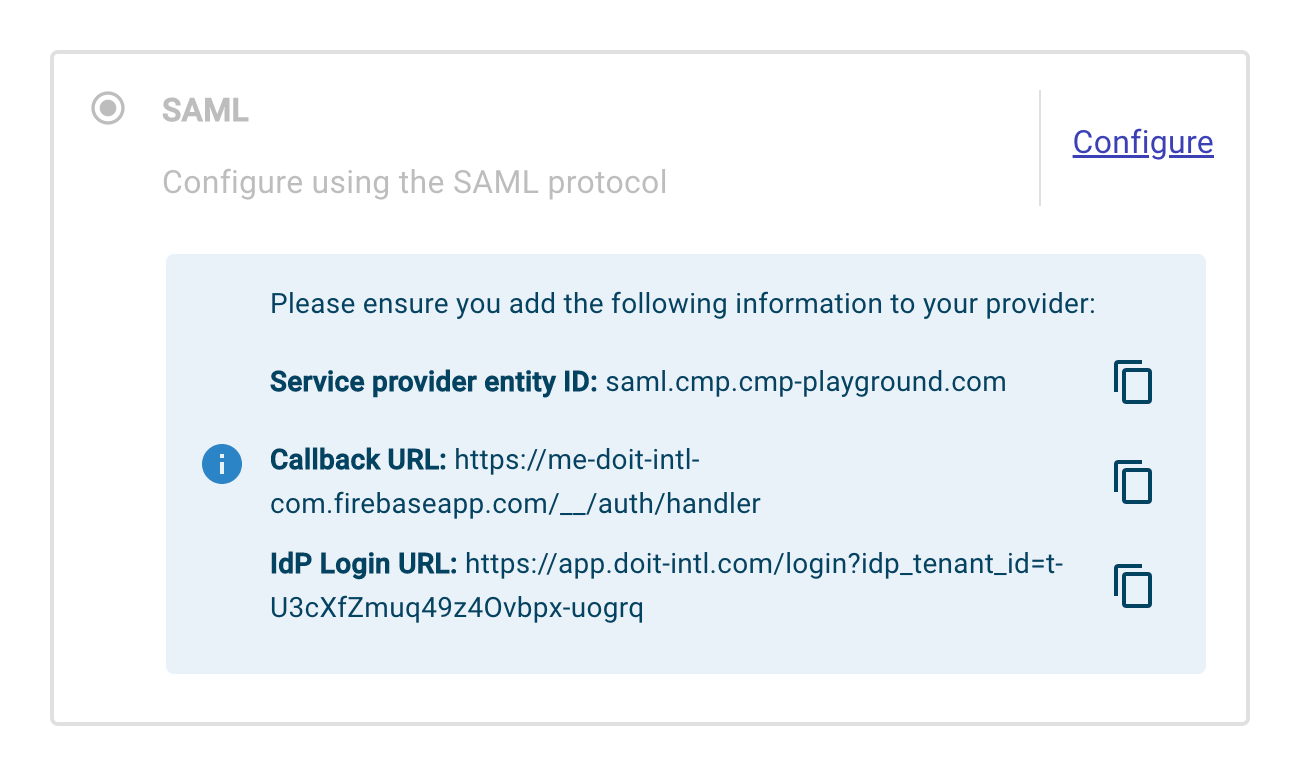 SAML
Configure
Configure using the SAML protocol
Please ensure you add the following information to your provider:
Service provider entity ID: saml.cmp.cmp-playground.com
Callback URL: https://me-doit-intl-
com.firebaseapp.com/__/auth/handler
IdP Login URL: https://app.doit-intl.com/login?idp_tenant_id=t-
U3cXfZmuq49z4Ovbpx-uogrq